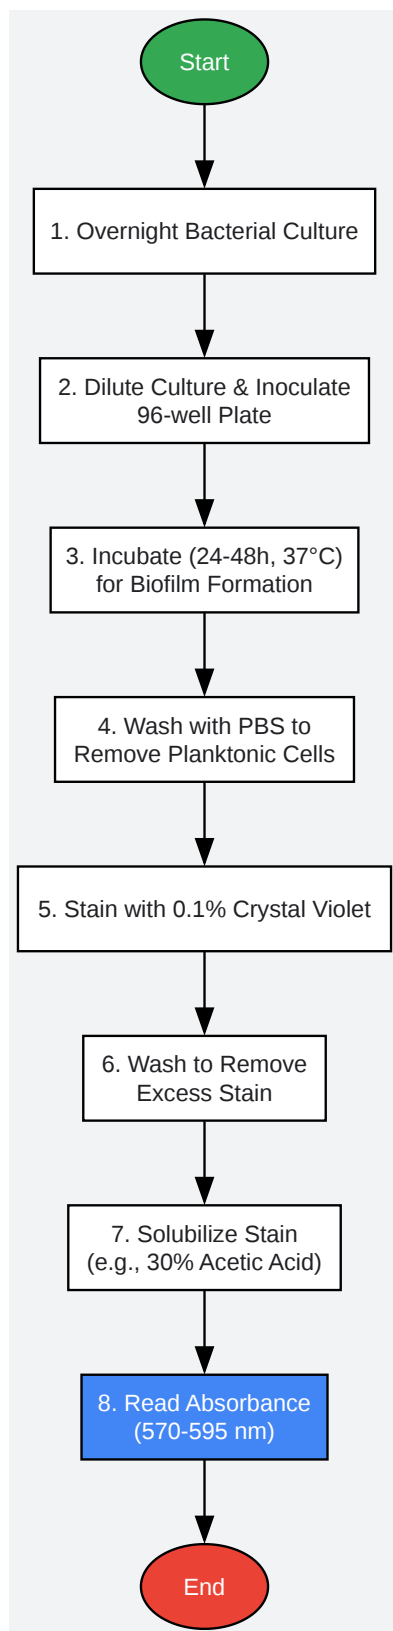 Start
1. Overnight Bacterial Culture
2. Dilute Culture & Inoculate
96-well Plate
3. Incubate (24-48h, 37°C)
for Biofilm Formation
4. Wash with PBS to
Remove Planktonic Cells
5. Stain with 0.1% Crystal Violet
6. Wash to Remove
Excess Stain
7. Solubilize Stain
(e.g., 30% Acetic Acid)
8. Read Absorbance
(570-595 nm)
End